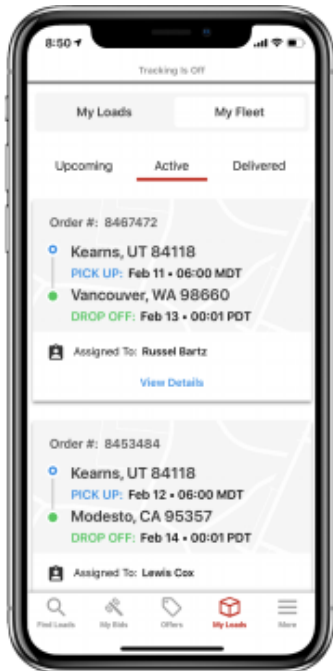 8:50
Tracking Is Off
My Loads My Fleet
Upcoming Active Delivered
Order #: 8467472
Kearns, UT 84118
PICK UP: Feb 11 • 06:00 MDT
Vancouver, WA 98660
DROP OFF: Feb 13 • 00:01 PDT
Assigned To: Russel Bartz
View Details
Order #: 8453484
Kearns, UT 84118
PICK UP: Feb 12 • 06:00 MDT
Modesto, CA 95357
DROP OFF: Feb 14 • 00:01 PDT
Assigned To: Lewis Cox
Find Loads My Bids Offers My Loads More